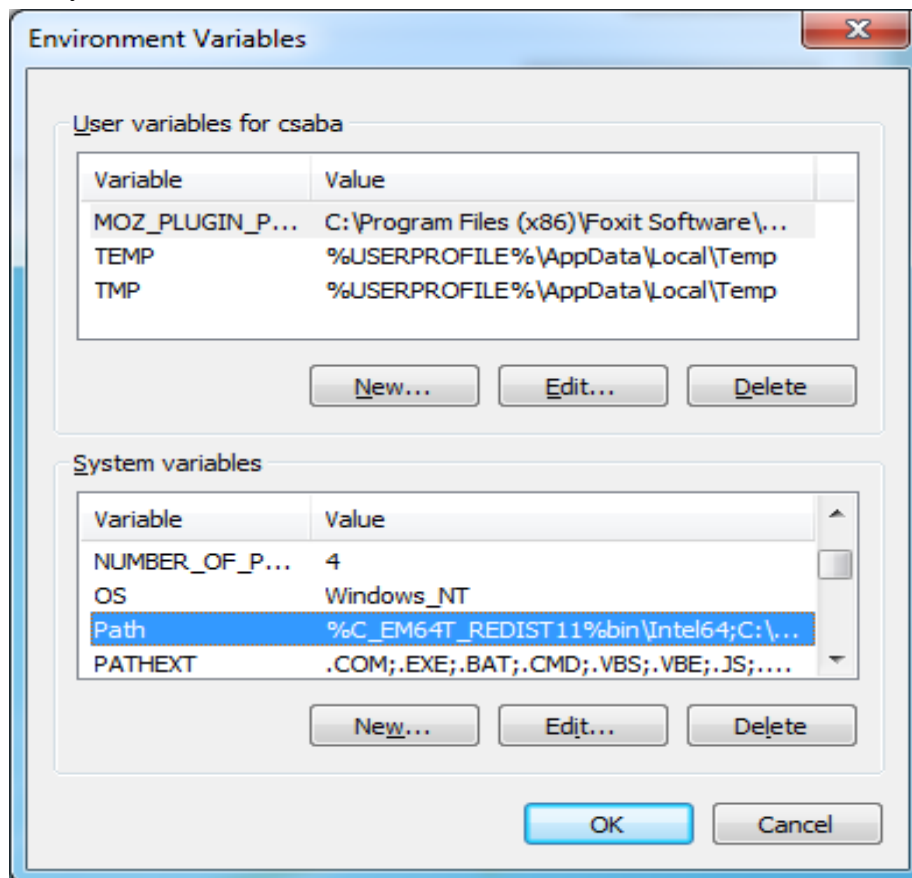 Environment Variables
User variables for csaba
Variable Value
MOZ_PLUGIN_P... C:\Program Files (x86)\Foxit Software\...
TEMP %USERPROFILE%\AppData\Local\Temp
TMP %USERPROFILE%\AppData\Local\Temp
New... Edit... Delete
System variables
Variable Value
NUMBER_OF_P... 4
OS Windows_NT
Path %C_EM64T_REDIST11%bin\Intel64;C:\...
PATHEXT .COM;.EXE;.BAT;.CMD;.VBS;.VBE;.JS;....
New... Edit... Delete
OK Cancel